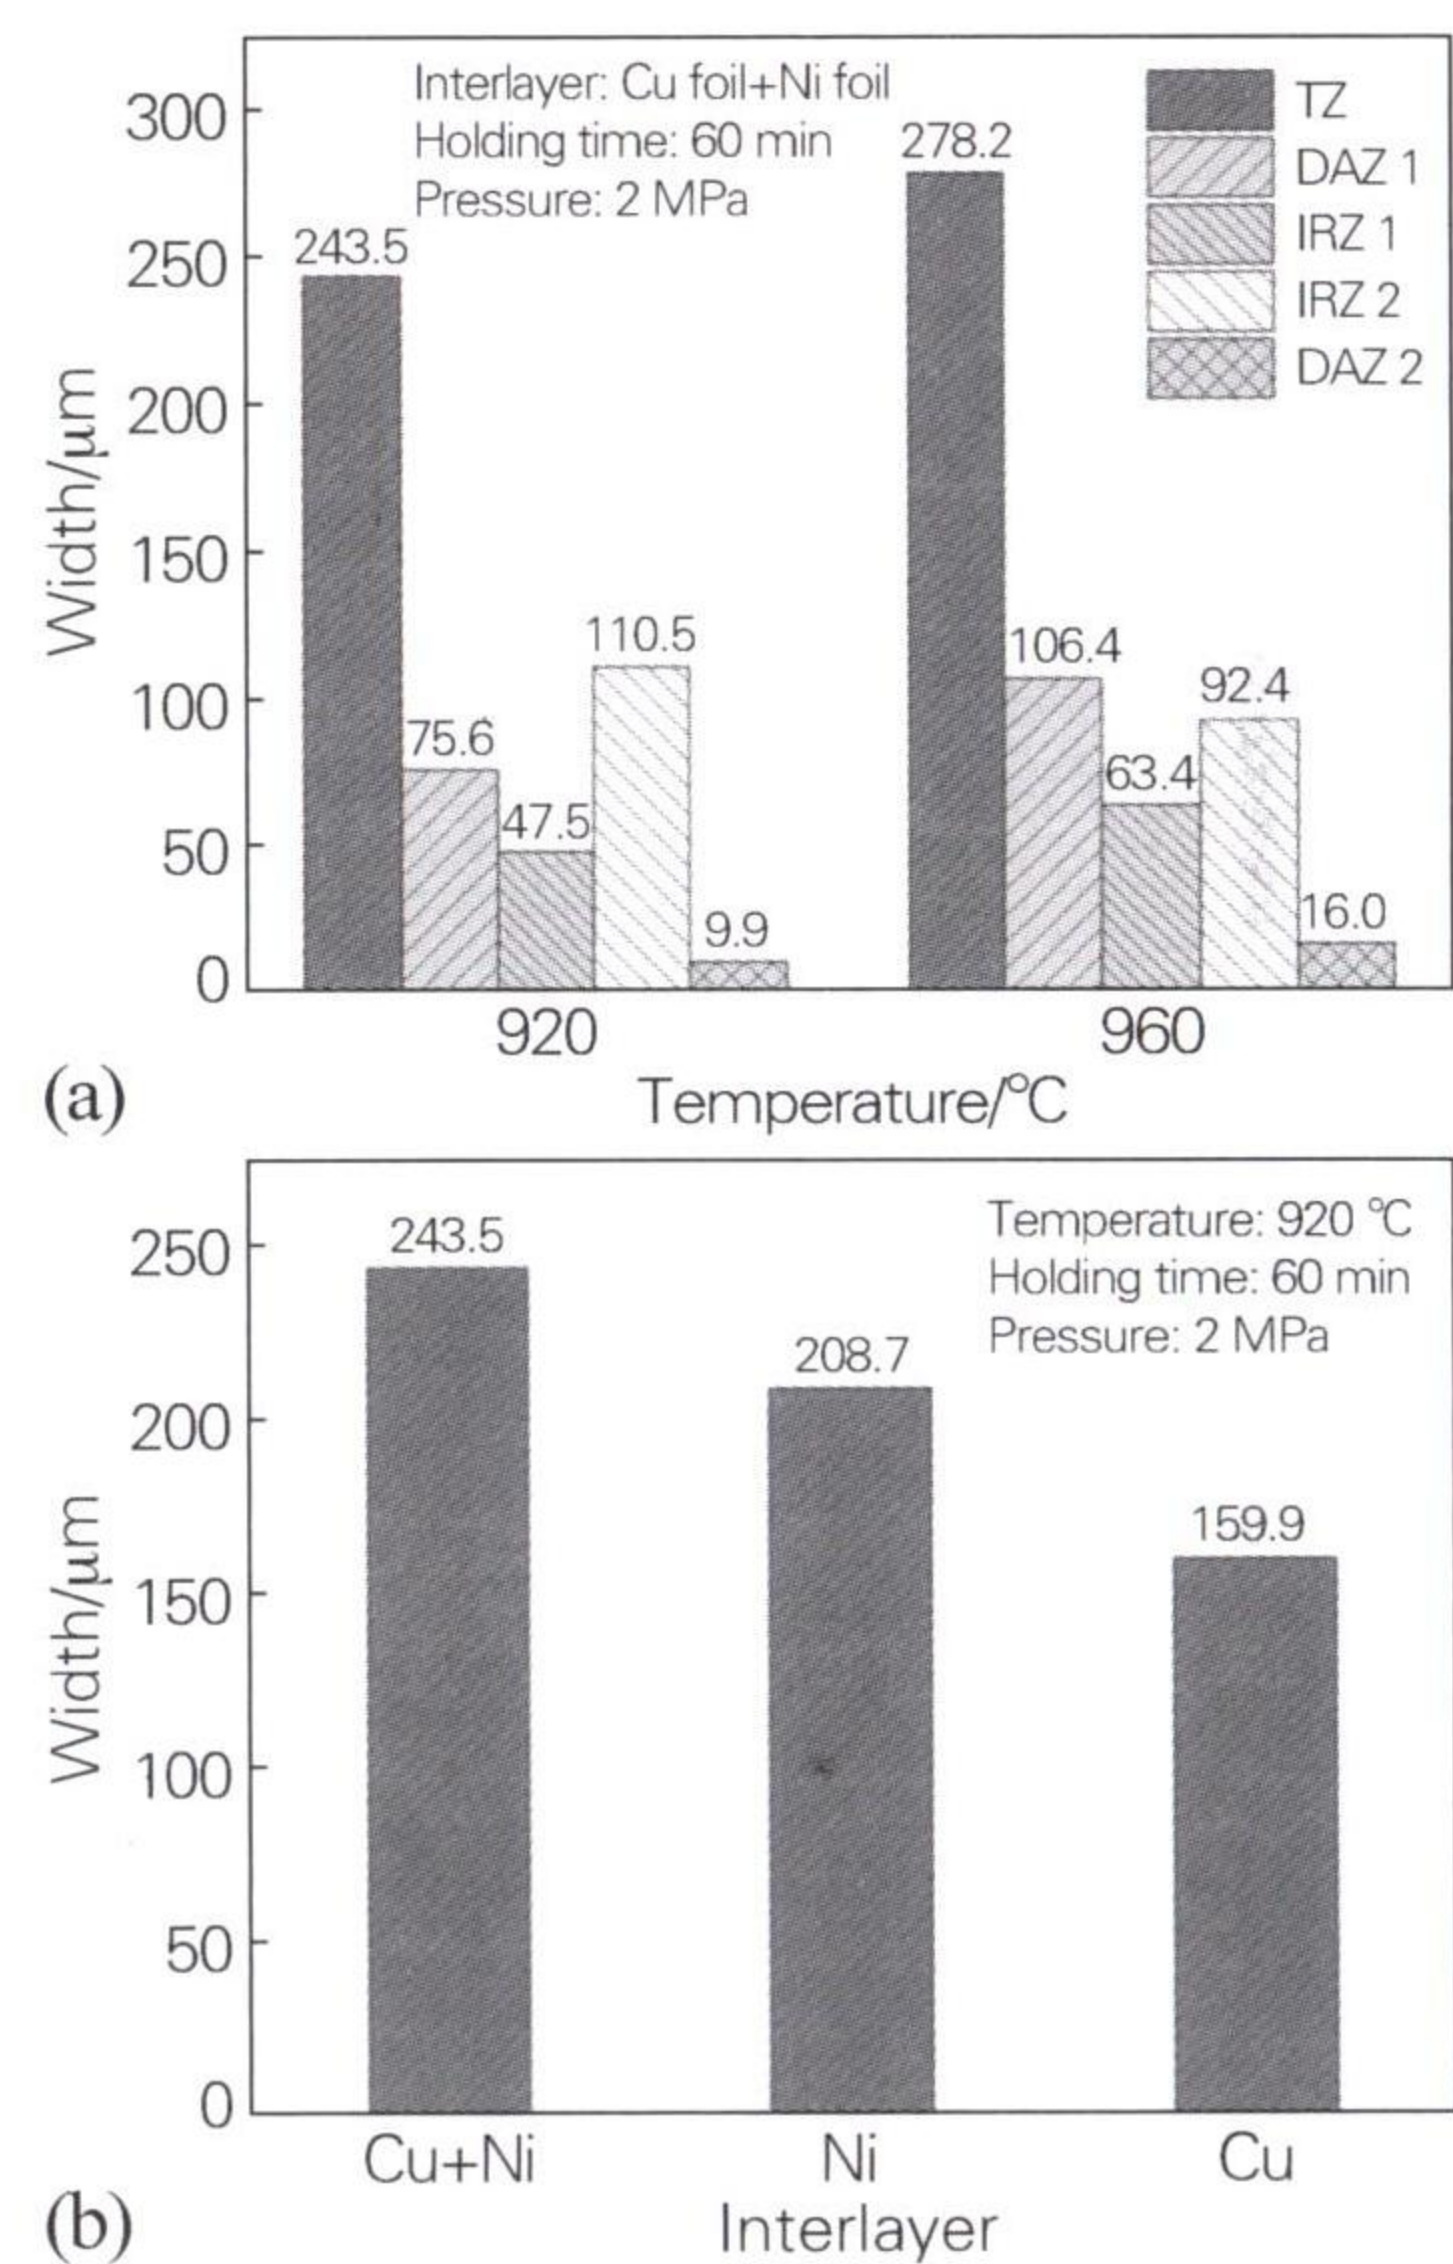 Interlayer: Cu foil+Ni foil
Holding time: 60 min
Pressure: 2 MPa
TZ
DAZ 1
IRZ 1
IRZ 2
DAZ 2
300
250
200
150
100
50
0
Width/μm
243.5
75.6
47.5
110.5
9.9
278.2
106.4
63.4
92.4
16.0
920
960
Temperature/°C
(a)
Temperature: 920 °C
Holding time: 60 min
Pressure: 2 MPa
250
200
150
100
50
0
Width/μm
243.5
208.7
159.9
Cu+Ni
Ni
Cu
Interlayer
(b)